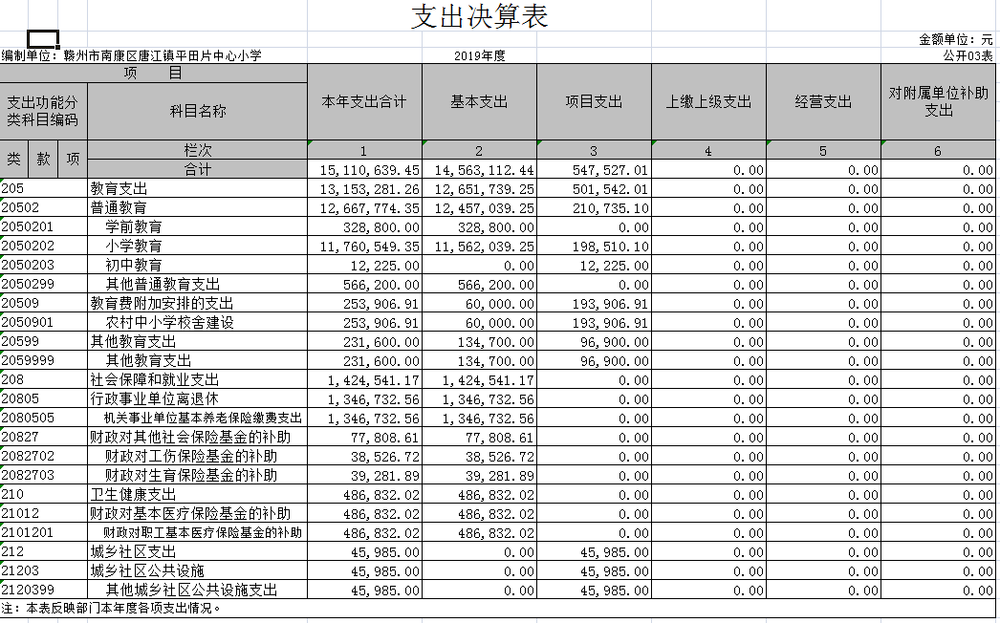 支出决算表
金额单位：元
编制单位：赣州市南康区唐江镇平田片中心小学 2019年度 公开03表
项 目 本年支出合计 基本支出 项目支出 上缴上级支出 经营支出 对附属单位补助支出
支出功能分类科目编码 科目名称
类 款 项 栏次 1 2 3 4 5 6
合计 15,110,639.45 14,563,112.44 547,527.01 0.00 0.00 0.00
205 教育支出 13,153,281.26 12,651,739.25 501,542.01 0.00 0.00 0.00
20502 普通教育 12,667,774.35 12,457,039.25 210,735.10 0.00 0.00 0.00
2050201 学前教育 328,800.00 328,800.00 0.00 0.00 0.00 0.00
2050202 小学教育 11,760,549.35 11,562,039.25 198,510.10 0.00 0.00 0.00
2050203 初中教育 12,225.00 0.00 12,225.00 0.00 0.00 0.00
2050299 其他普通教育支出 566,200.00 566,200.00 0.00 0.00 0.00 0.00
20509 教育费附加安排的支出 253,906.91 60,000.00 193,906.91 0.00 0.00 0.00
2050901 农村中小学校舍建设 253,906.91 60,000.00 193,906.91 0.00 0.00 0.00
20599 其他教育支出 231,600.00 134,700.00 96,900.00 0.00 0.00 0.00
2059999 其他教育支出 231,600.00 134,700.00 96,900.00 0.00 0.00 0.00
208 社会保障和就业支出 1,424,541.17 1,424,541.17 0.00 0.00 0.00 0.00
20805 行政事业单位离退休 1,346,732.56 1,346,732.56 0.00 0.00 0.00 0.00
2080505 机关事业单位基本养老保险缴费支出 1,346,732.56 1,346,732.56 0.00 0.00 0.00 0.00
20827 财政对其他社会保险基金的补助 77,808.61 77,808.61 0.00 0.00 0.00 0.00
2082702 财政对工伤保险基金的补助 38,526.72 38,526.72 0.00 0.00 0.00 0.00
2082703 财政对生育保险基金的补助 39,281.89 39,281.89 0.00 0.00 0.00 0.00
210 卫生健康支出 486,832.02 486,832.02 0.00 0.00 0.00 0.00
21012 财政对基本医疗保险基金的补助 486,832.02 486,832.02 0.00 0.00 0.00 0.00
2101201 财政对职工基本医疗保险基金的补助 486,832.02 486,832.02 0.00 0.00 0.00 0.00
212 城乡社区支出 45,985.00 0.00 45,985.00 0.00 0.00 0.00
21203 城乡社区公共设施 45,985.00 0.00 45,985.00 0.00 0.00 0.00
2120399 其他城乡社区公共设施支出 45,985.00 0.00 45,985.00 0.00 0.00 0.00
注：本表反映部门本年度各项支出情况。